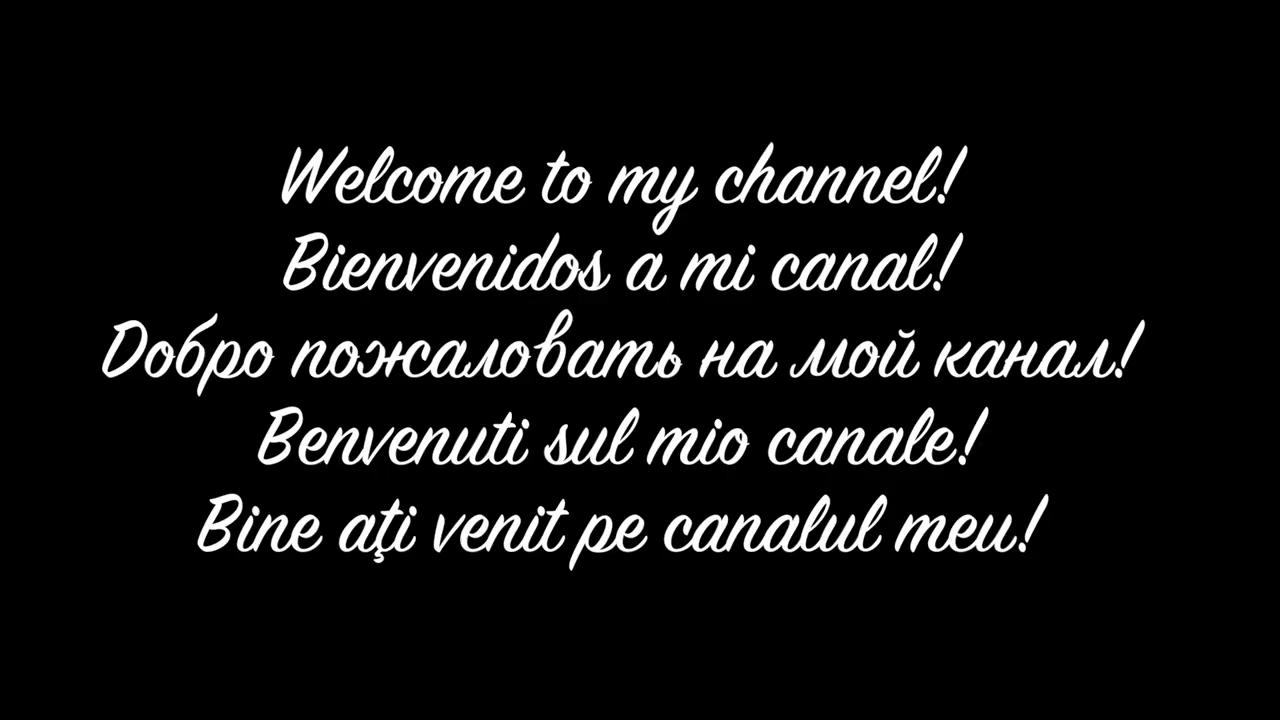 Welcome to my channel!
Bienvenidos a mi canal!
Добро пожаловать на мой канал!
Benvenuti sul mio canale!
Bine aţi venit pe canalul meu!